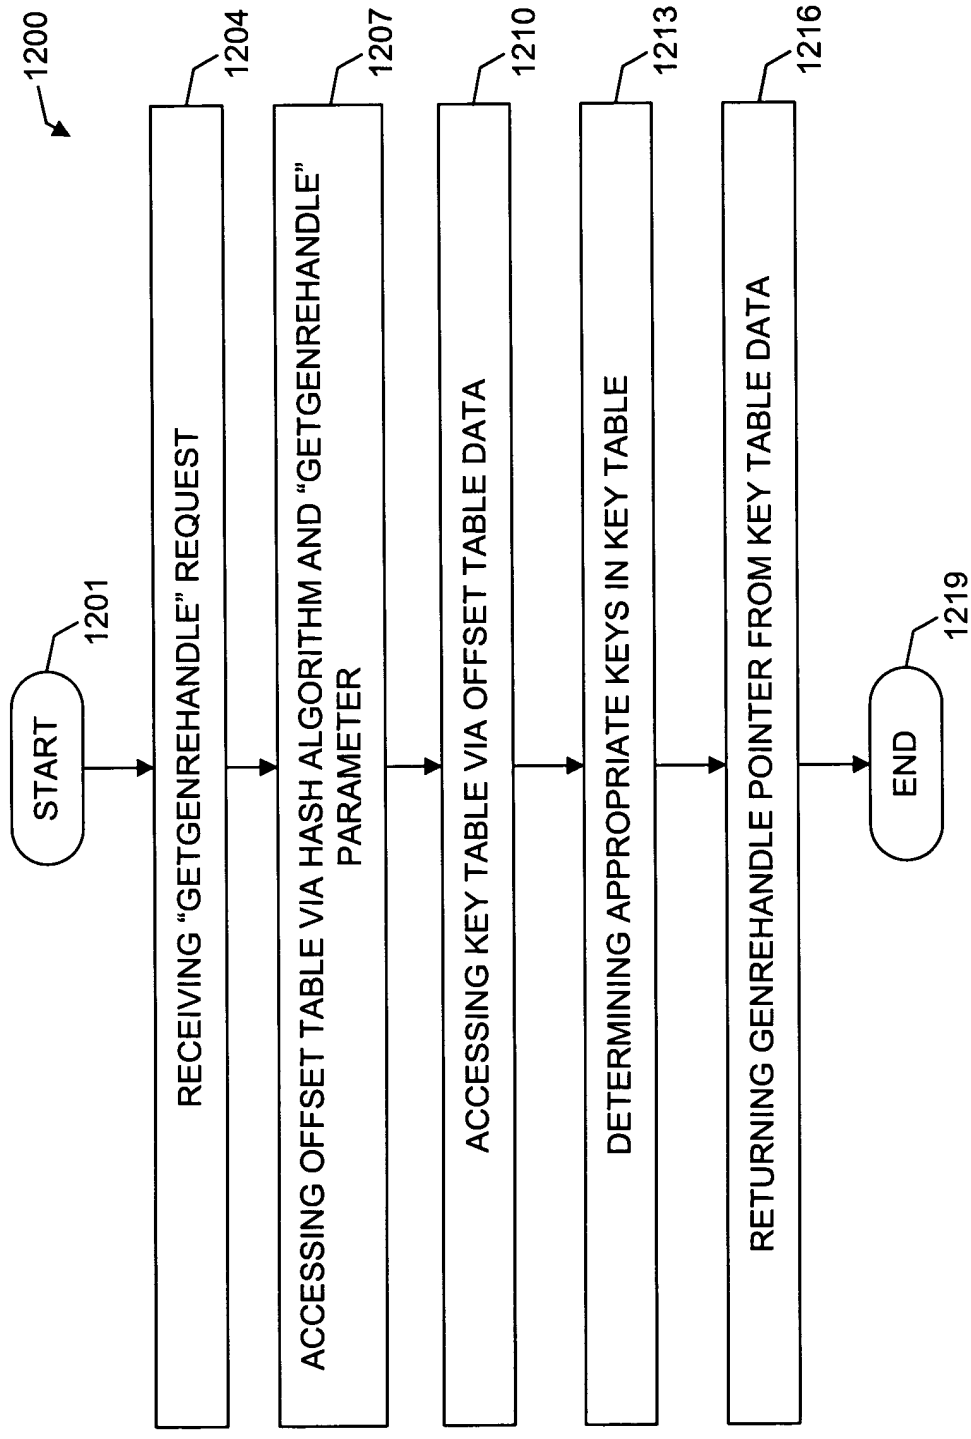 1200
START
1201
RECEIVING “GETGENREHANDLE” REQUEST
1204
ACCESSING OFFSET TABLE VIA HASH ALGORITHM AND “GETGENREHANDLE”
PARAMETER
1207
ACCESSING KEY TABLE VIA OFFSET TABLE DATA
1210
DETERMINING APPROPRIATE KEYS IN KEY TABLE
1213
RETURNING GENREHANDLE POINTER FROM KEY TABLE DATA
1216
END
1219